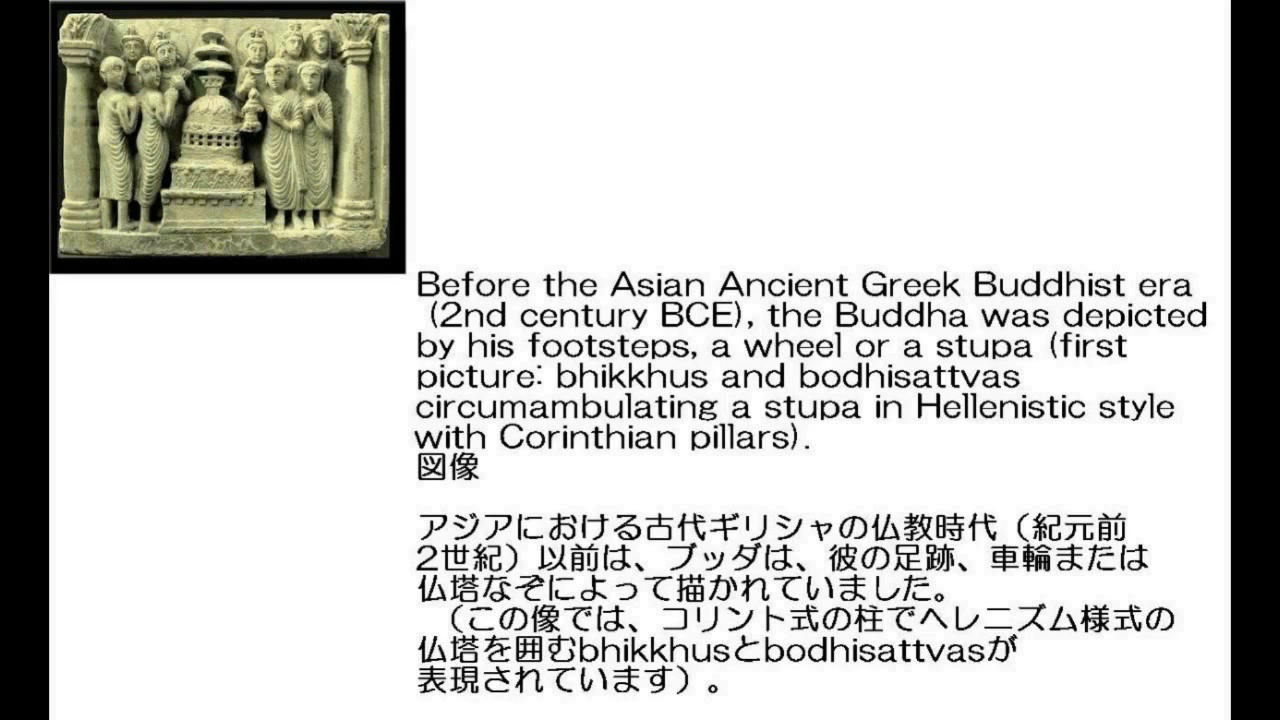 Before the Asian Ancient Greek Buddhist era
(2nd century BCE), the Buddha was depicted
by his footsteps, a wheel or a stupa (first
picture: bhikkhus and bodhisattvas
circumambulating a stupa in Hellenistic style
with Corinthian pillars).
図像
アジアにおける古代ギリシャの仏教時代（紀元前
2世紀）以前は、ブッダは、彼の足跡、車輪または
仏塔なぞによって描かれていました。
（この像では、コリント式の柱でヘレニズム様式の
仏塔を囲むbhikkhusとbodhisattvasが
表現されています）。